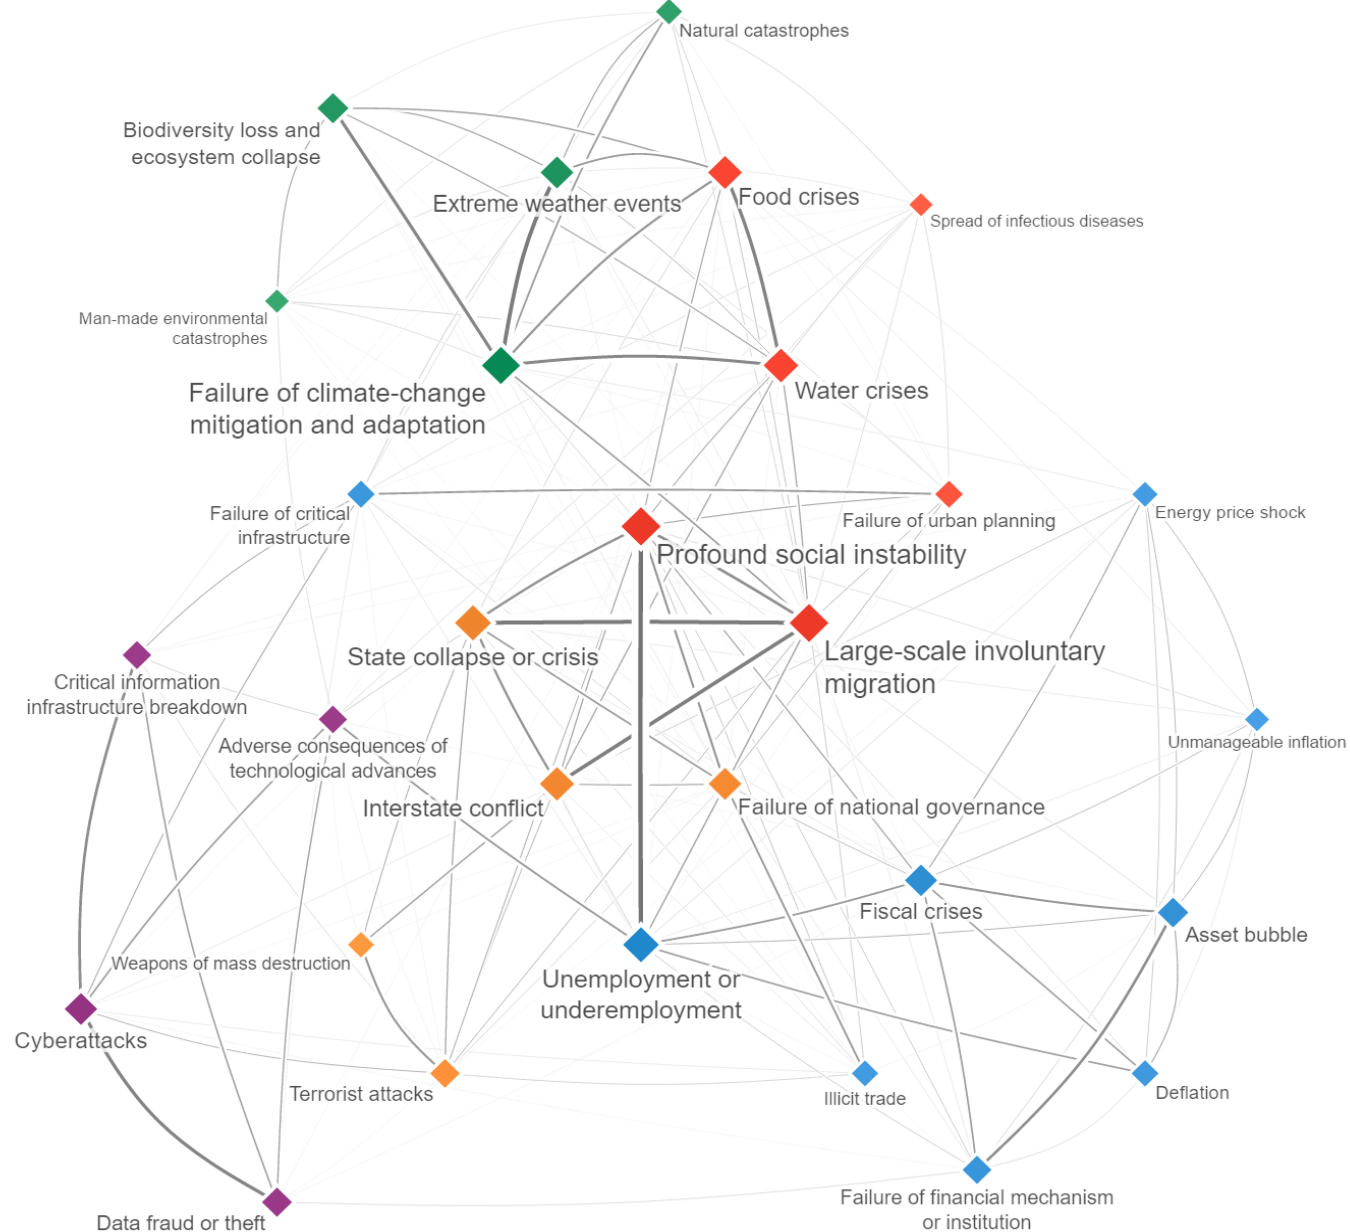 Natural catastrophes
Biodiversity loss and
ecosystem collapse
Extreme weather events
Food crises
Spread of infectious diseases
Man-made environmental
catastrophes
Failure of climate-change
mitigation and adaptation
Water crises
Failure of critical
infrastructure
Failure of urban planning
Energy price shock
Profound social instability
State collapse or crisis
Large-scale involuntary
migration
Critical information
infrastructure breakdown
Adverse consequences of
technological advances
Unmanageable inflation
Interstate conflict
Failure of national governance
Fiscal crises
Asset bubble
Weapons of mass destruction
Unemployment or
underemployment
Cyberattacks
Terrorist attacks
Illicit trade
Deflation
Failure of financial mechanism
or institution
Data fraud or theft